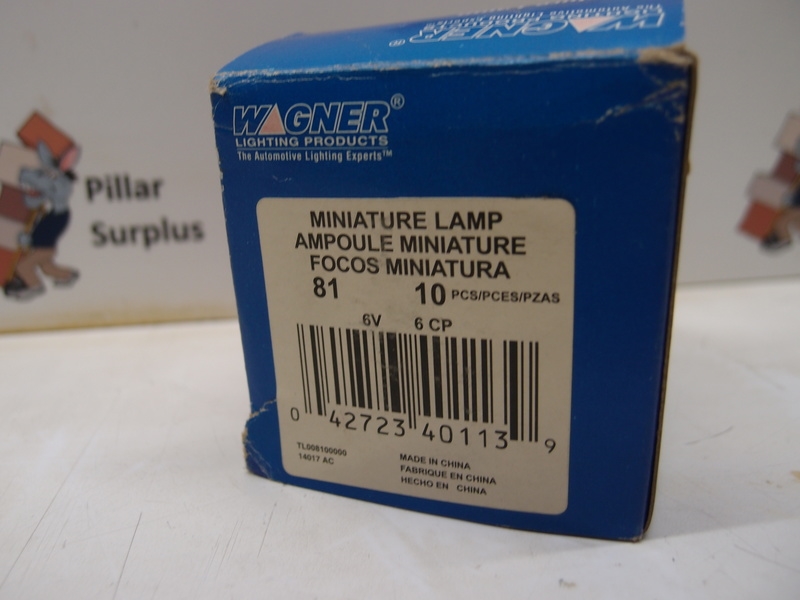 WAGNER®
WAGNER®
LIGHTING PRODUCTS
The Automotive Lighting Experts™
Pillar
Surplus
MINIATURE LAMP
AMPOULE MINIATURE
FOCOS MINIATURA
81 10 PCS/PCES/PZAS
6V 6 CP
0 42723 40113 9
TL008100000
14017 AC
MADE IN CHINA
FABRIQUE EN CHINA
HECHO EN CHINA